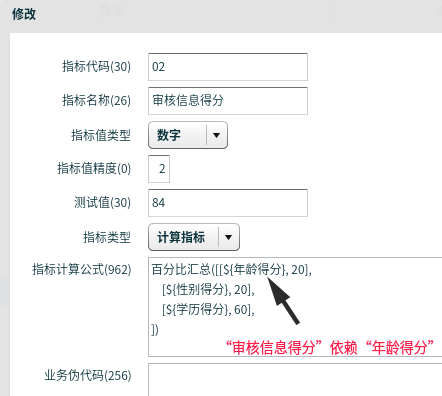 修改
指标代码(30) 02
指标名称(26) 审核信息得分
指标值类型 数字
指标值精度(0) 2
测试值(30) 84
指标类型 计算指标
指标计算公式(962) 百分比汇总([[${年龄得分}, 20],
[${性别得分}, 20],
[${学历得分}, 60],
])
“审核信息得分”依赖“年龄得分”
业务伪代码(256)